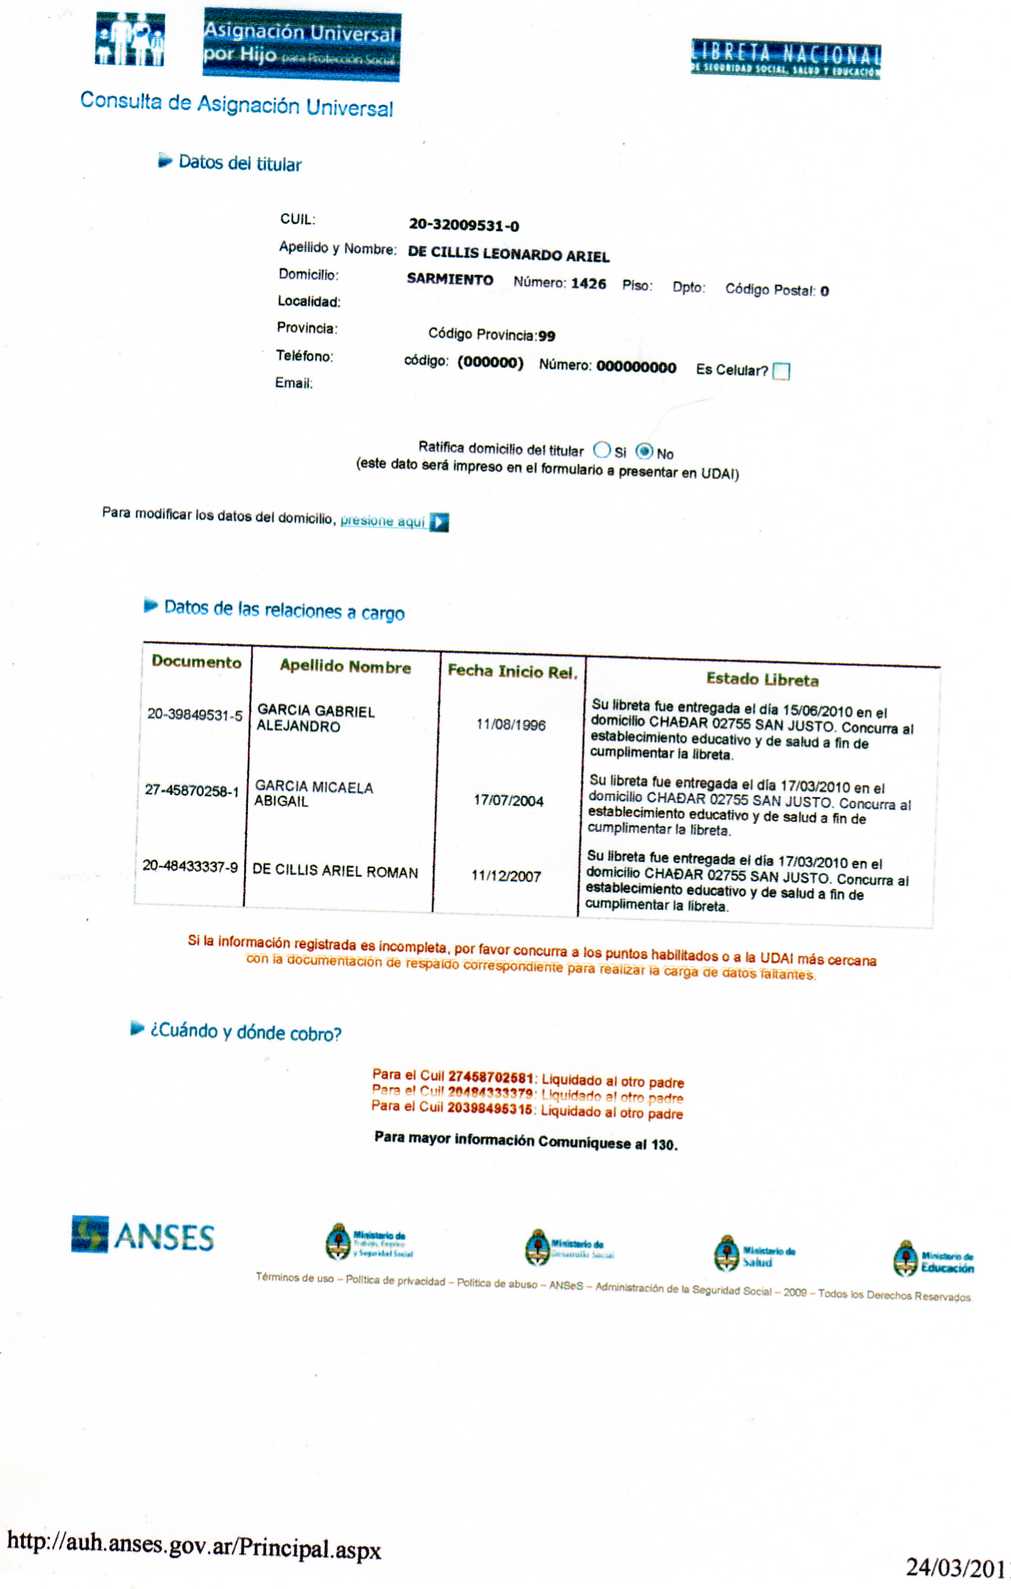 Asignación Universal
por Hijo para Protección Social
LIBRETA NACIONAL
DE SEGURIDAD SOCIAL, SALUD Y EDUCACIÓN
Consulta de Asignación Universal
Datos del titular
CUIL: 20-32009531-0
Apellido y Nombre: DE CILLIS LEONARDO ARIEL
Domicilio: SARMIENTO Número: 1426 Piso: Dpto: Código Postal: 0
Localidad:
Provincia: Código Provincia:99
Teléfono: código: (000000) Número: 000000000 Es Celular?
Email:
Ratifica domicilio del titular Si No
(este dato será impreso en el formulario a presentar en UDAI)
Para modificar los datos del domicilio, presione aquí
Datos de las relaciones a cargo
Documento Apellido Nombre Fecha Inicio Rel. Estado Libreta
20-39849531-5 GARCIA GABRIEL ALEJANDRO 11/08/1996 Su libreta fue entregada el día 15/06/2010 en el
domicilio CHAÐAR 02755 SAN JUSTO. Concurra al
establecimiento educativo y de salud a fin de
cumplimentar la libreta.
27-45870258-1 GARCIA MICAELA ABIGAIL 17/07/2004 Su libreta fue entregada el día 17/03/2010 en el
domicilio CHAÐAR 02755 SAN JUSTO. Concurra al
establecimiento educativo y de salud a fin de
cumplimentar la libreta.
20-48433337-9 DE CILLIS ARIEL ROMAN 11/12/2007 Su libreta fue entregada el día 17/03/2010 en el
domicilio CHAÐAR 02755 SAN JUSTO. Concurra al
establecimiento educativo y de salud a fin de
cumplimentar la libreta.
Si la información registrada es incompleta, por favor concurra a los puntos habilitados o a la UDAI más cercana
con la documentación de respaldo correspondiente para realizar la carga de datos faltantes.
¿Cuándo y dónde cobro?
Para el Cuil 27458702581: Liquidado al otro padre
Para el Cuil 20484333379: Liquidado al otro padre
Para el Cuil 20398495315: Liquidado al otro padre
Para mayor información Comuníquese al 130.
ANSES
Ministerio de
Trabajo, Empleo
y Seguridad Social
Ministerio de
Desarrollo Social
Ministerio de
Salud
Ministerio de
Educación
Términos de uso – Política de privacidad – Política de abuso – ANSeS – Administración de la Seguridad Social – 2009 – Todos los Derechos Reservados
http://auh.anses.gov.ar/Principal.aspx
24/03/201